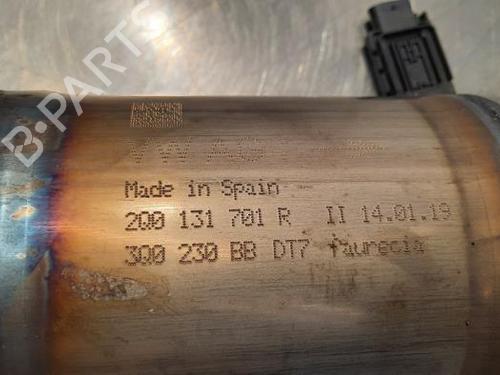 B-PARTS
VW AG
Made in Spain
2Q0 131 701 R II 14.01.19
3Q0 230 BB DT7 faurecia